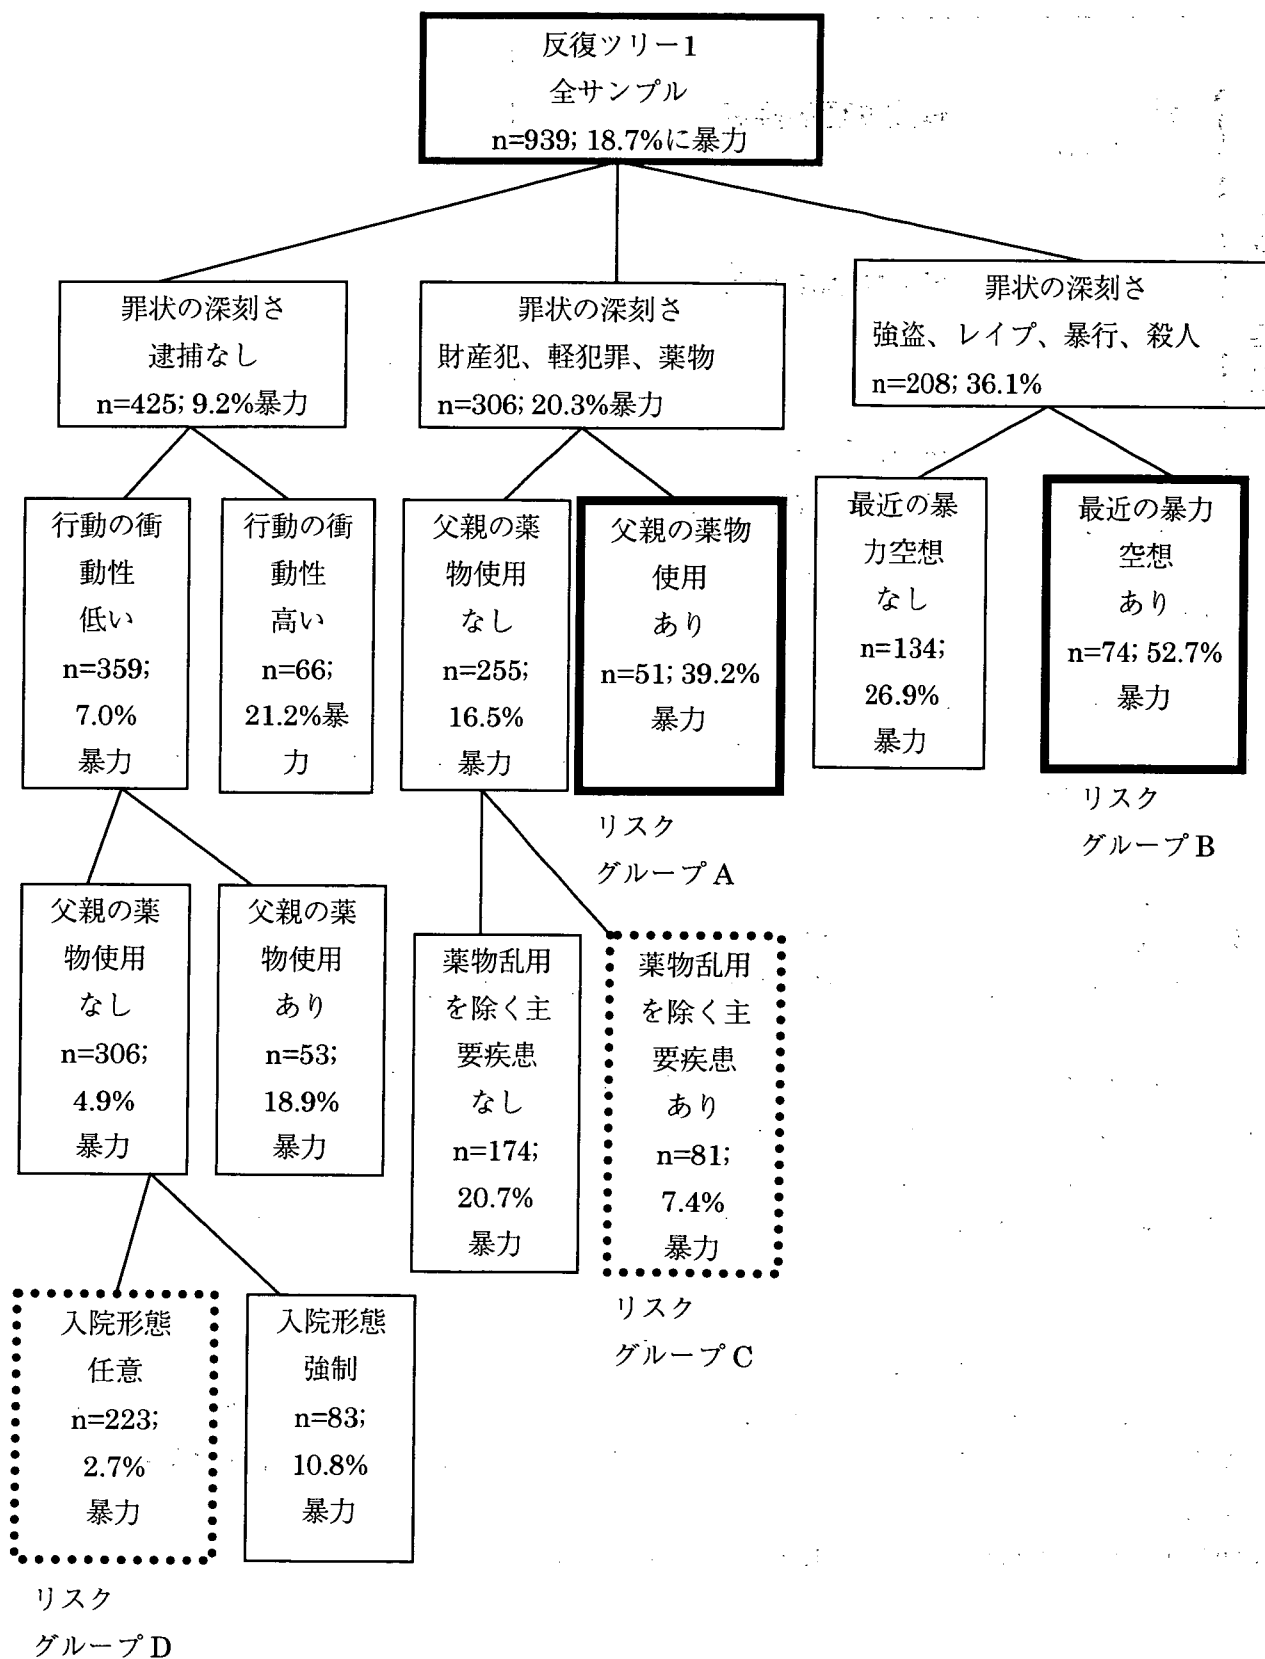 反復ツリー1
全サンプル
n=939; 18.7%に暴力
罪状の深刻さ
逮捕なし
n=425; 9.2%暴力
罪状の深刻さ
財産犯、軽犯罪、薬物
n=306; 20.3%暴力
罪状の深刻さ
強盗、レイプ、暴行、殺人
n=208; 36.1%
行動の衝
動性
低い
n=359;
7.0%
暴力
行動の衝
動性
高い
n=66;
21.2%暴
力
父親の薬
物使用
なし
n=255;
16.5%
暴力
父親の薬物
使用
あり
n=51; 39.2%
暴力
リスク
グループA
最近の暴
力空想
なし
n=134;
26.9%
暴力
最近の暴力
空想
あり
n=74; 52.7%
暴力
リスク
グループB
父親の薬
物使用
なし
n=306;
4.9%
暴力
父親の薬
物使用
あり
n=53;
18.9%
暴力
薬物乱用
を除く主
要疾患
なし
n=174;
20.7%
暴力
薬物乱用
を除く主
要疾患
あり
n=81;
7.4%
暴力
リスク
グループC
入院形態
任意
n=223;
2.7%
暴力
リスク
グループD
入院形態
強制
n=83;
10.8%
暴力